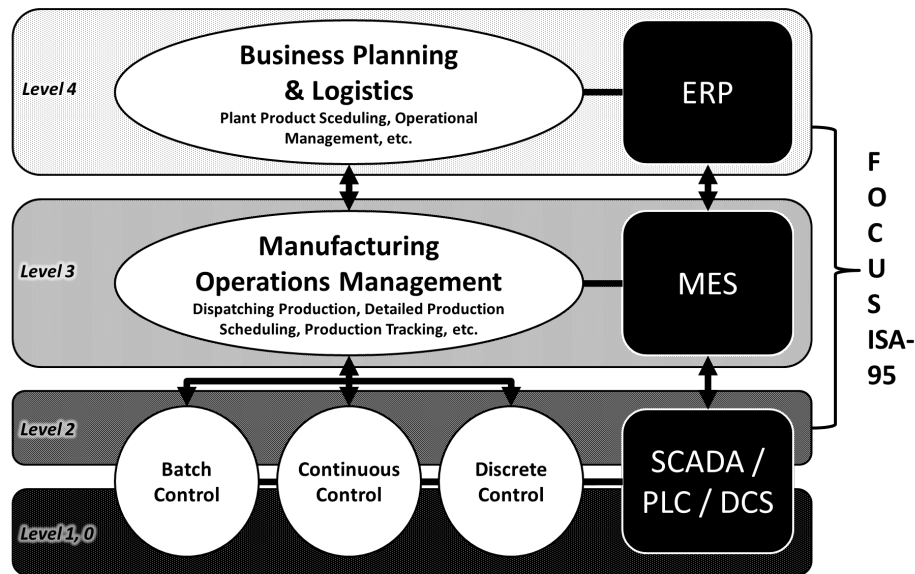 Level 4
Business Planning
& Logistics
Plant Product Sceduling, Operational
Management, etc.
ERP
Level 3
Manufacturing
Operations Management
Dispatching Production, Detailed Production
Scheduling, Production Tracking, etc.
MES
Level 2
Batch
Control
Continuous
Control
Discrete
Control
SCADA /
PLC / DCS
Level 1, 0
F
O
C
U
S
ISA-
95